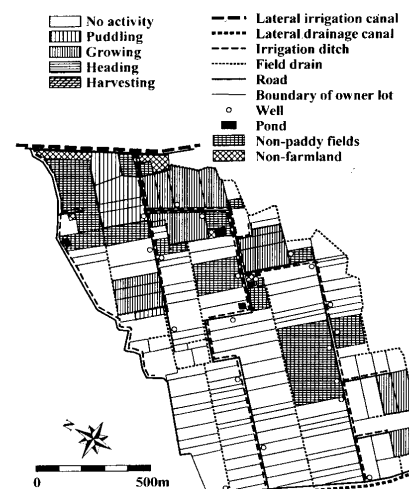 No activity
Puddling
Growing
Heading
Harvesting
Lateral irrigation canal
Lateral drainage canal
Irrigation ditch
Field drain
Road
Boundary of owner lot
Well
Pond
Non-paddy fields
Non-farmland
N
0 500m